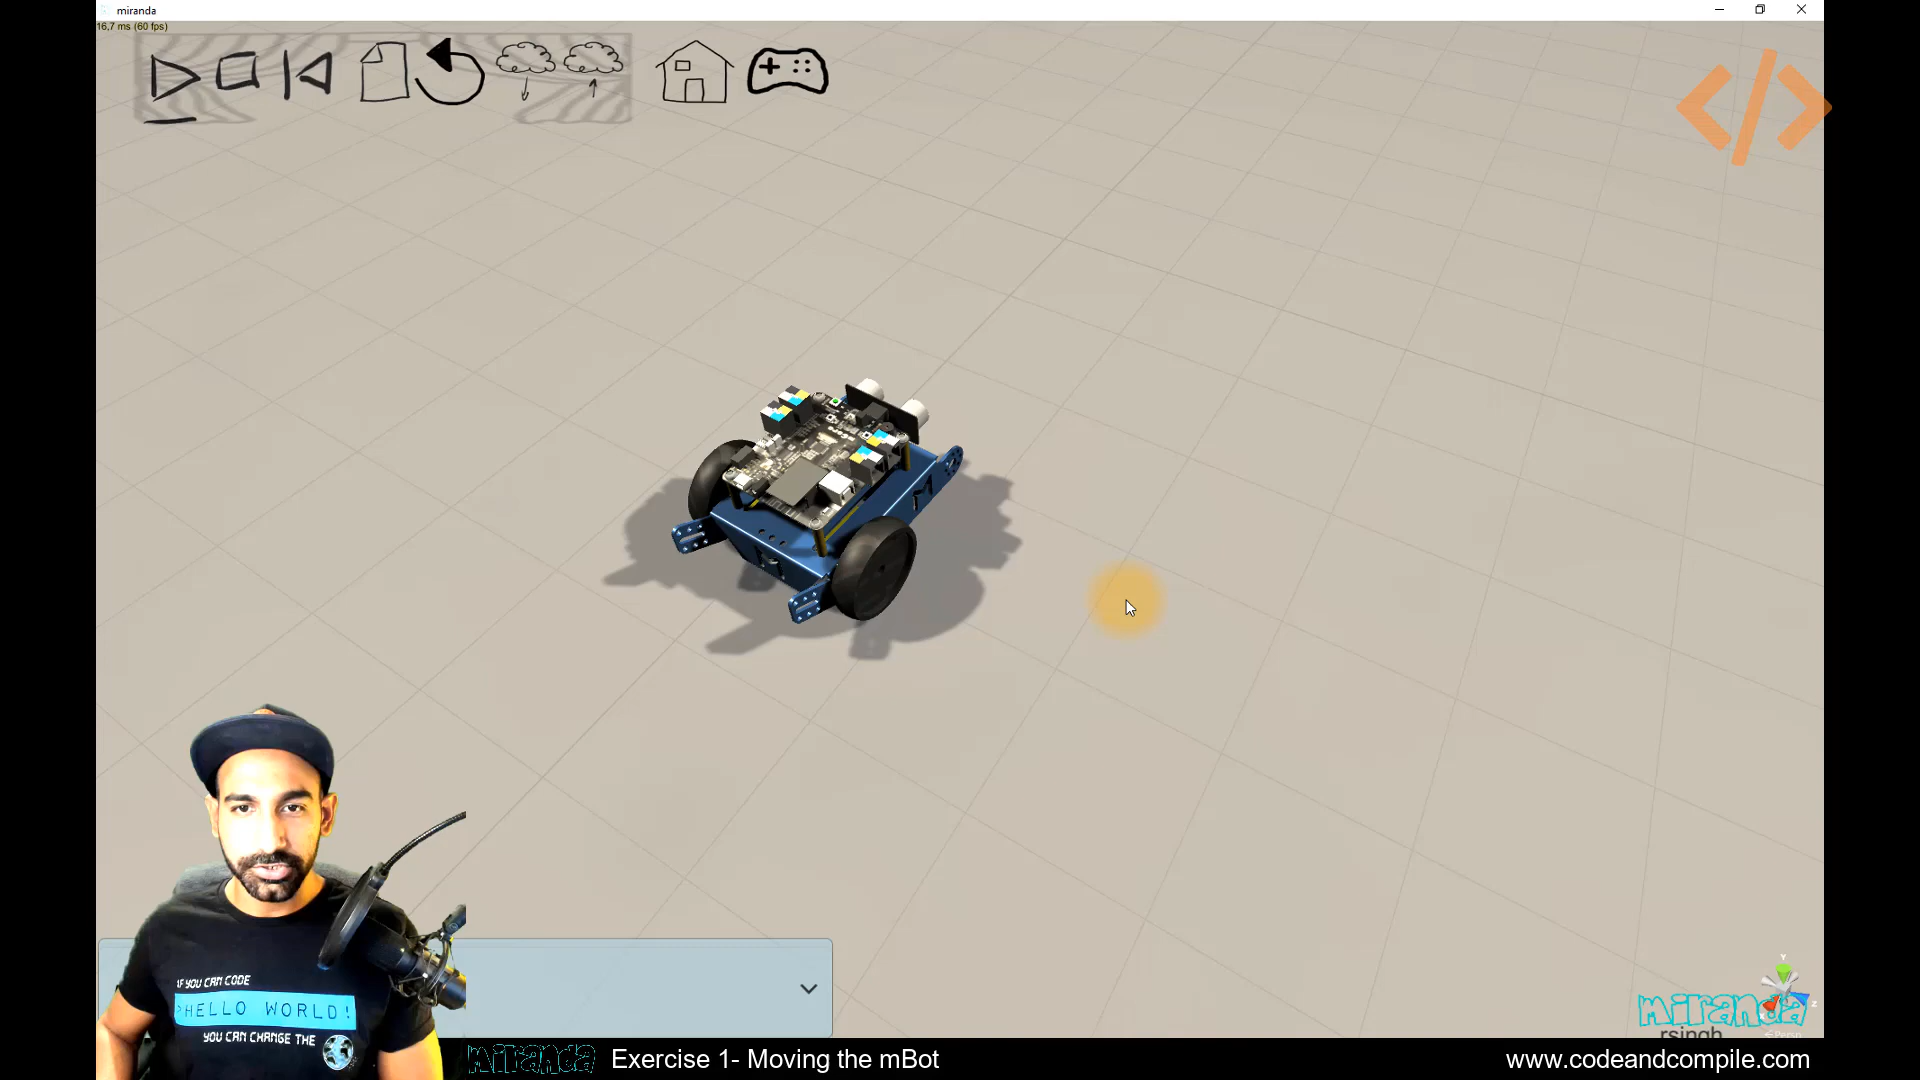 miranda
16,7 ms (60 fps)
</>
IF YOU CAN CODE
>HELLO WORLD!
YOU CAN CHANGE THE
Y
Z
miranda
rsingh
Persp
miranda Exercise 1- Moving the mBot
www.codeandcompile.com